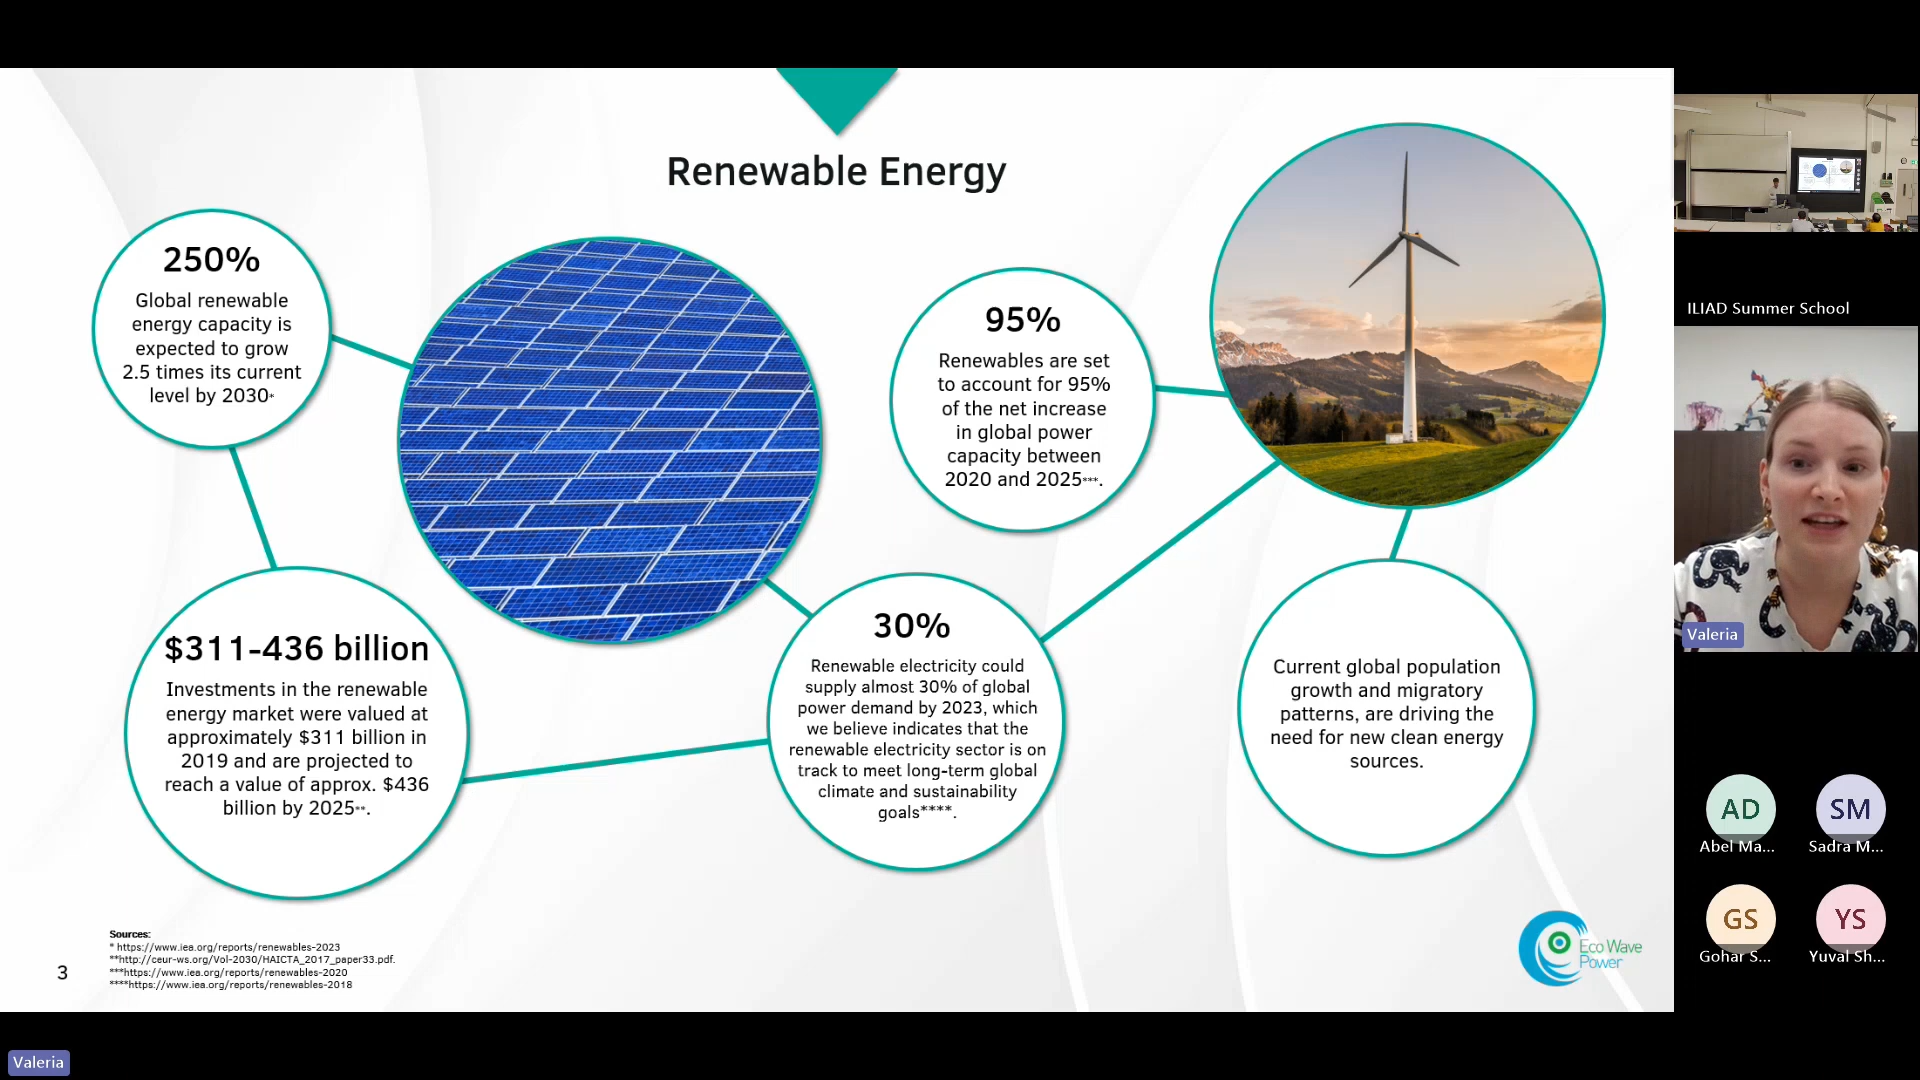 Renewable Energy
250%
Global renewable
energy capacity is
expected to grow
2.5 times its current
level by 2030*
95%
Renewables are set
to account for 95%
of the net increase
in global power
capacity between
2020 and 2025***.
$311-436 billion
Investments in the renewable
energy market were valued at
approximately $311 billion in
2019 and are projected to
reach a value of approx. $436
billion by 2025**.
30%
Renewable electricity could
supply almost 30% of global
power demand by 2023, which
we believe indicates that the
renewable electricity sector is on
track to meet long-term global
climate and sustainability
goals****.
Current global population
growth and migratory
patterns, are driving the
need for new clean energy
sources.
Sources:
* https://www.iea.org/reports/renewables-2023
**http://ceur-ws.org/Vol-2030/HAICTA_2017_paper33.pdf.
***https://www.iea.org/reports/renewables-2020
****https://www.iea.org/reports/renewables-2018
3
Eco Wave
Power
ILIAD Summer School
Valeria
AD
Abel Ma...
SM
Sadra M...
GS
Gohar S...
YS
Yuval Sh...
Valeria